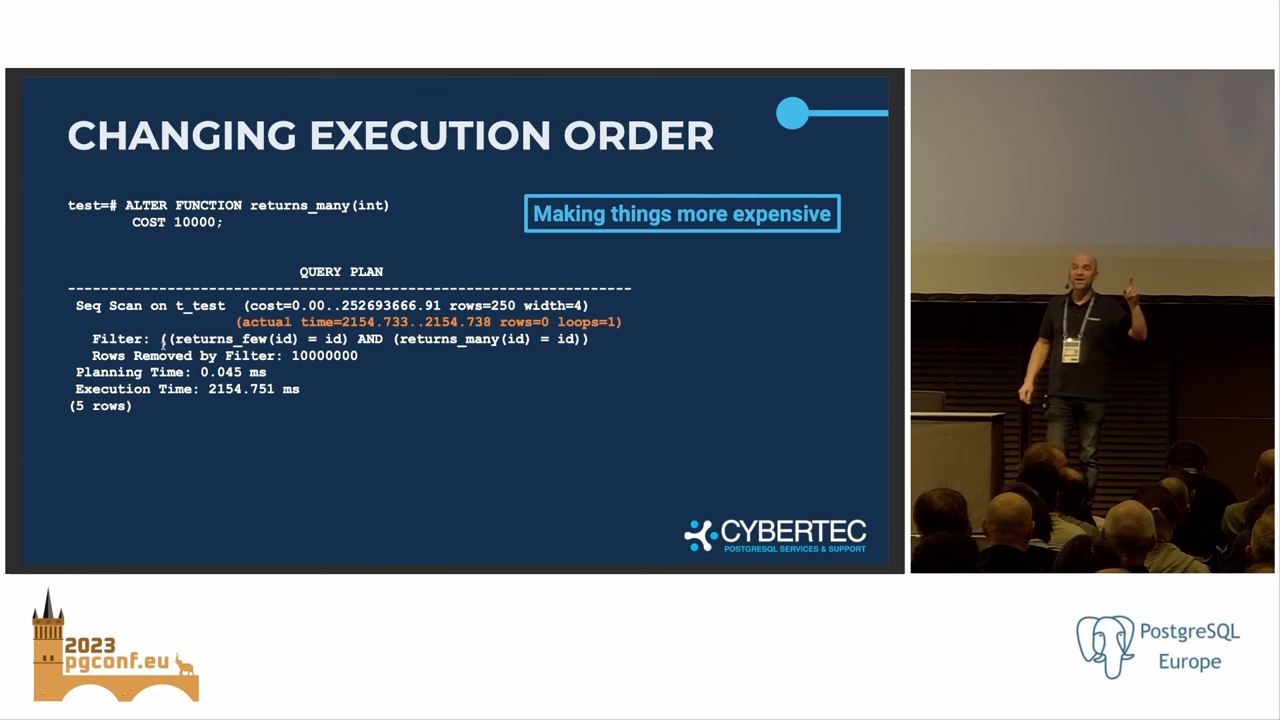 CHANGING EXECUTION ORDER
test=# ALTER FUNCTION returns_many(int)
COST 10000;
Making things more expensive
QUERY PLAN
---------------------------------------------------------------------
Seq Scan on t_test (cost=0.00..252693666.91 rows=250 width=4)
(actual time=2154.733..2154.738 rows=0 loops=1)
Filter: ((returns_few(id) = id) AND (returns_many(id) = id))
Rows Removed by Filter: 10000000
Planning Time: 0.045 ms
Execution Time: 2154.751 ms
(5 rows)
CYBERTEC
POSTGRESQL SERVICES & SUPPORT
2023
pgconf.eu
PostgreSQL
Europe